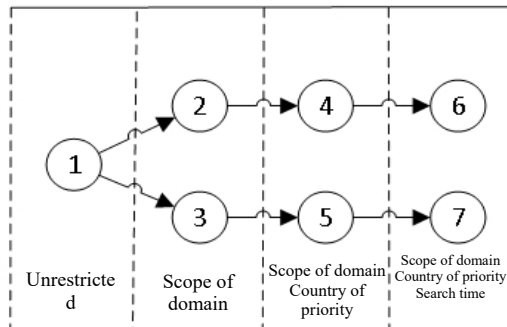 2
4
6
1
3
5
7
Unrestricte
d
Scope of
domain
Scope of domain
Country of
priority
Scope of domain
Country of priority
Search time